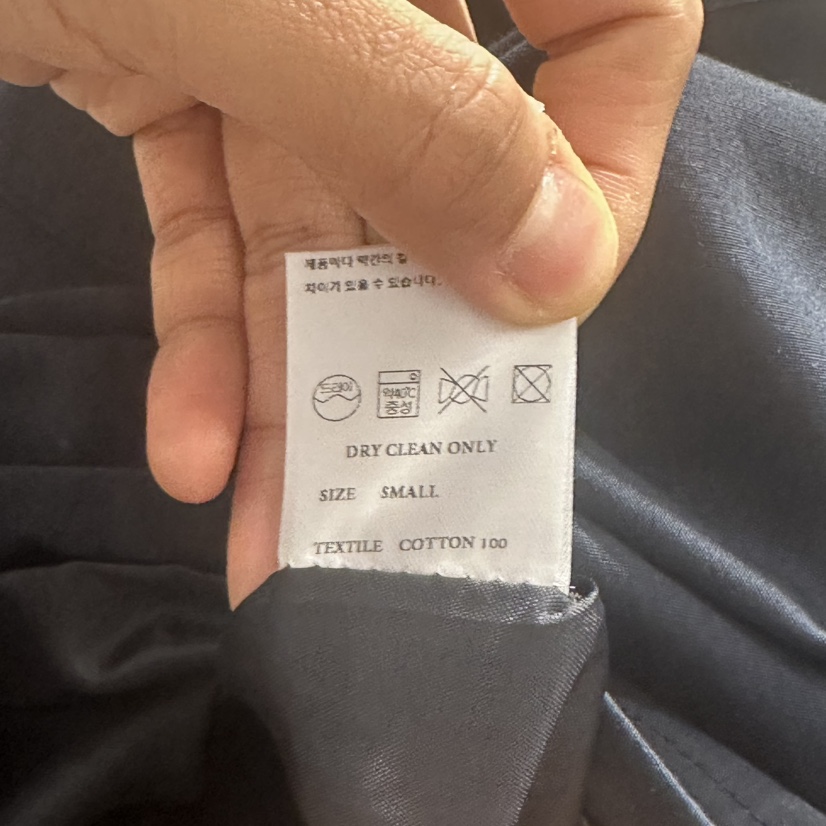 제품마다 약간의
차이가 있을 수 있습니다.
드라이
약40℃
중성
DRY CLEAN ONLY
SIZE SMALL
TEXTILE COTTON 100